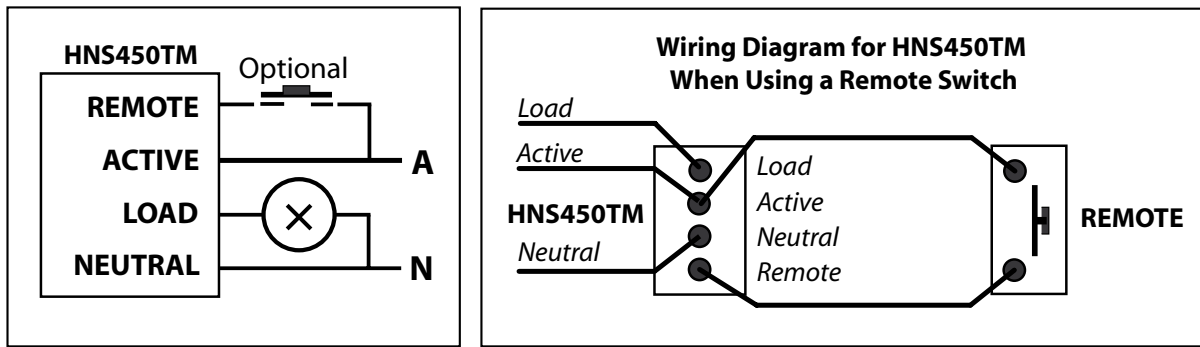 HNS450TM
Optional
REMOTE
ACTIVE
A
LOAD
NEUTRAL
N
Wiring Diagram for HNS450TM
When Using a Remote Switch
Load
Active
HNS450TM
Neutral
Load
Active
Neutral
Remote
REMOTE